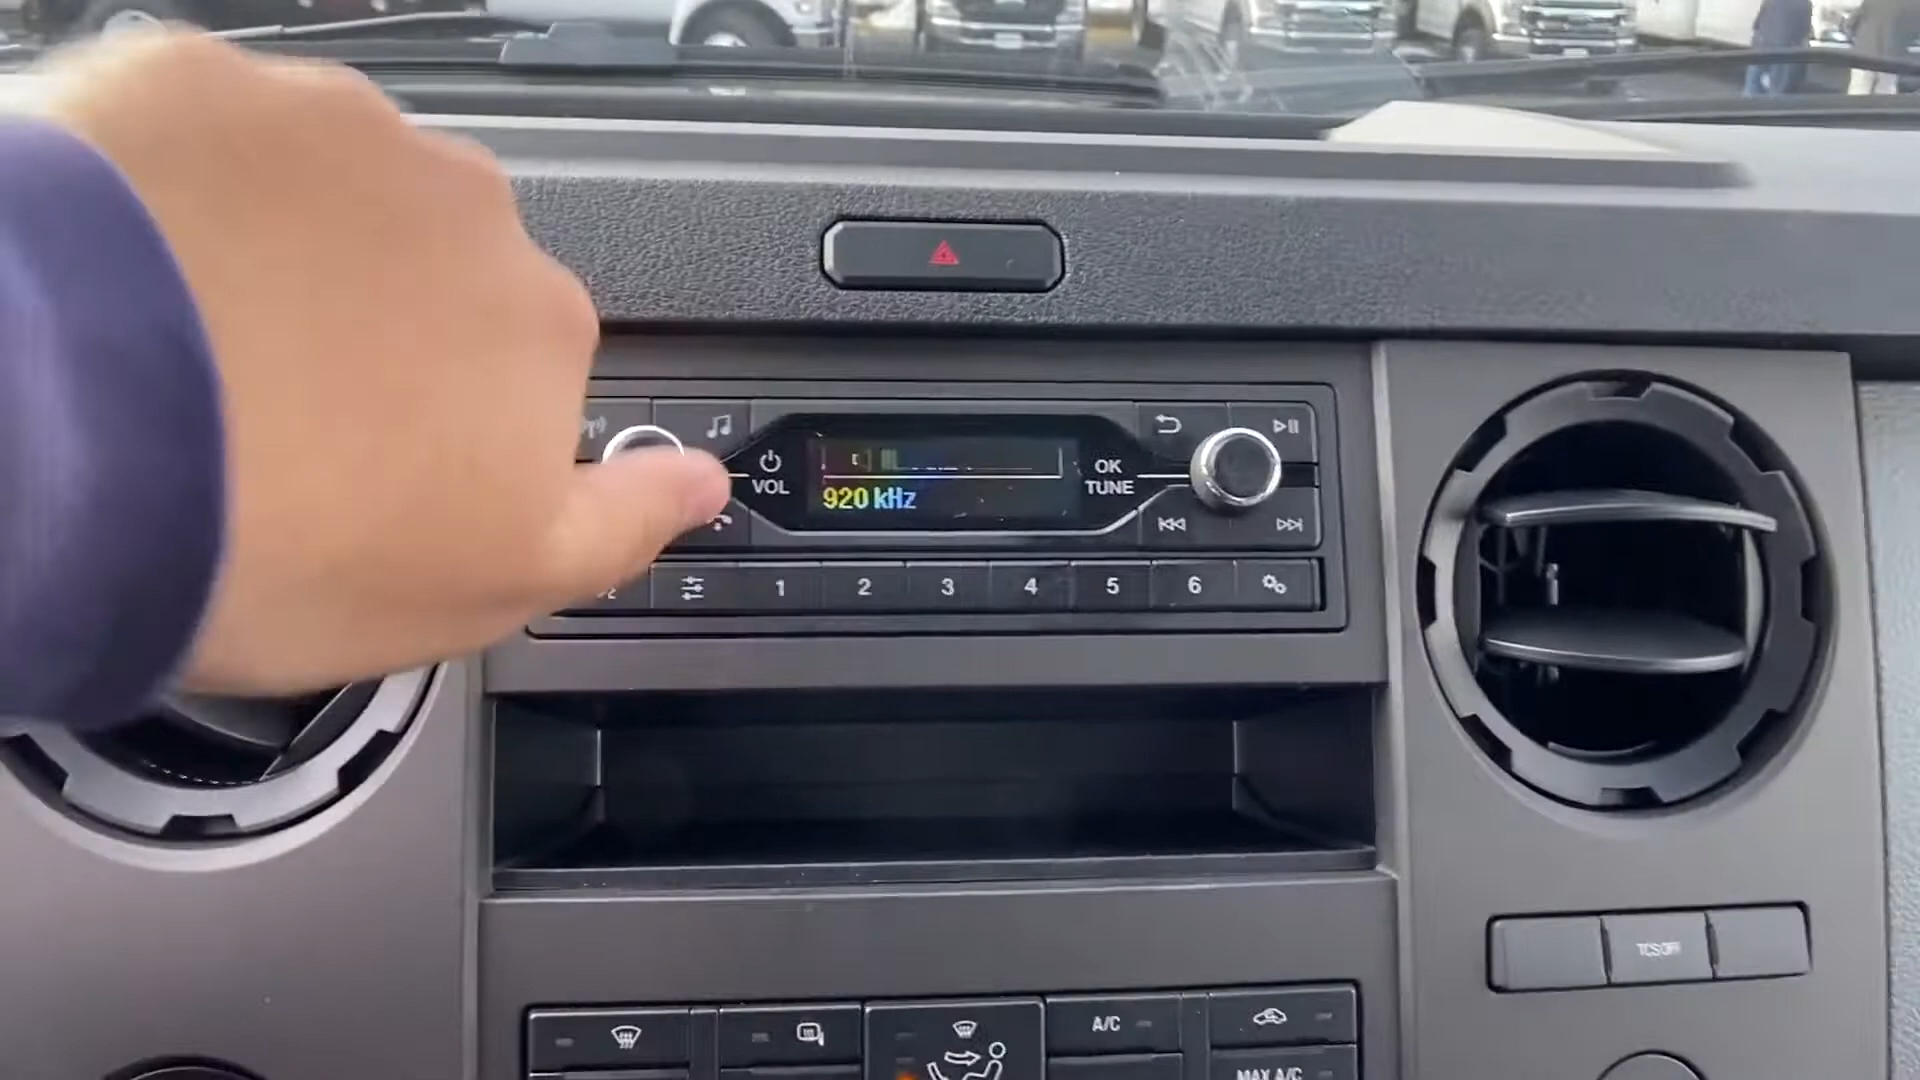 VOL
920 kHz
OK
TUNE
1 2 3 4 5 6
TCS OFF
A/C
MAX A/C